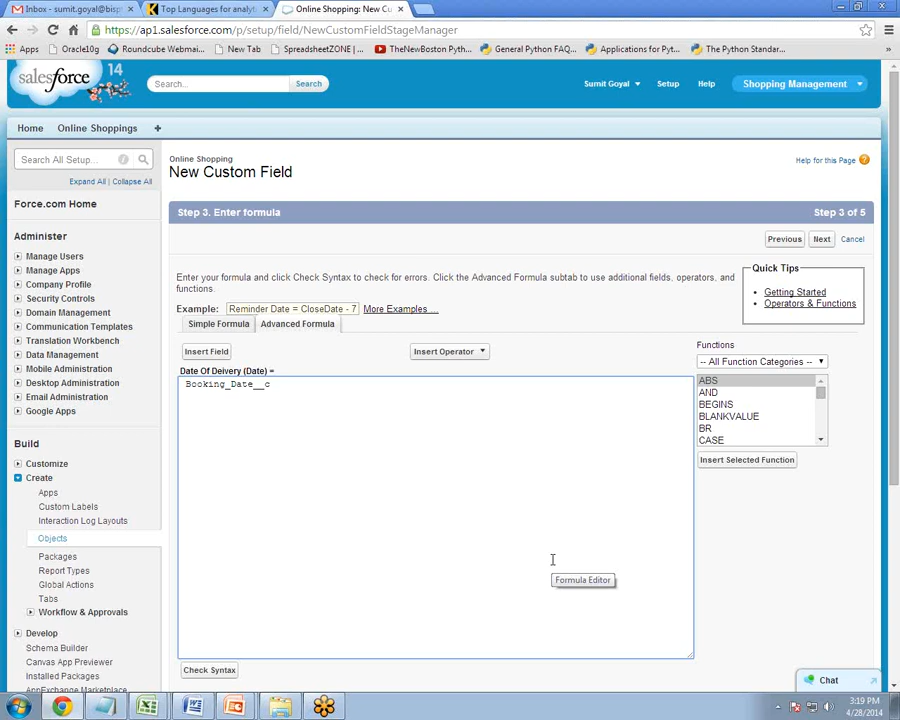 Inbox - sumit.goyal@bisp
Top Languages for analyt
Online Shopping: New Cu
https://ap1.salesforce.com/p/setup/field/NewCustomFieldStageManager
Apps
Oracle10g
Roundcube Webmai...
New Tab
SpreadsheetZONE | ...
TheNewBoston Pyth...
General Python FAQ...
Applications for Pyt...
The Python Standar...
salesforce
14
Search...
Search
Sumit Goyal
Setup
Help
Shopping Management
Home
Online Shoppings
+
Search All Setup...
Expand All | Collapse All
Force.com Home
Administer
Manage Users
Manage Apps
Company Profile
Security Controls
Domain Management
Communication Templates
Translation Workbench
Data Management
Mobile Administration
Desktop Administration
Email Administration
Google Apps
Build
Customize
Create
Apps
Custom Labels
Interaction Log Layouts
Objects
Packages
Report Types
Global Actions
Tabs
Workflow & Approvals
Develop
Schema Builder
Canvas App Previewer
Installed Packages
AppExchange Marketplace
Online Shopping
New Custom Field
Help for this Page
Step 3. Enter formula
Step 3 of 5
Previous
Next
Cancel
Enter your formula and click Check Syntax to check for errors. Click the Advanced Formula subtab to use additional fields, operators, and
functions.
Quick Tips
Getting Started
Operators & Functions
Example:
Reminder Date = CloseDate - 7
More Examples ...
Simple Formula
Advanced Formula
Insert Field
Insert Operator
Functions
-- All Function Categories --
ABS
AND
BEGINS
BLANKVALUE
BR
CASE
Insert Selected Function
Date Of Deivery (Date) =
Booking_Date__c
Formula Editor
Check Syntax
Chat
3:19 PM
4/28/2014